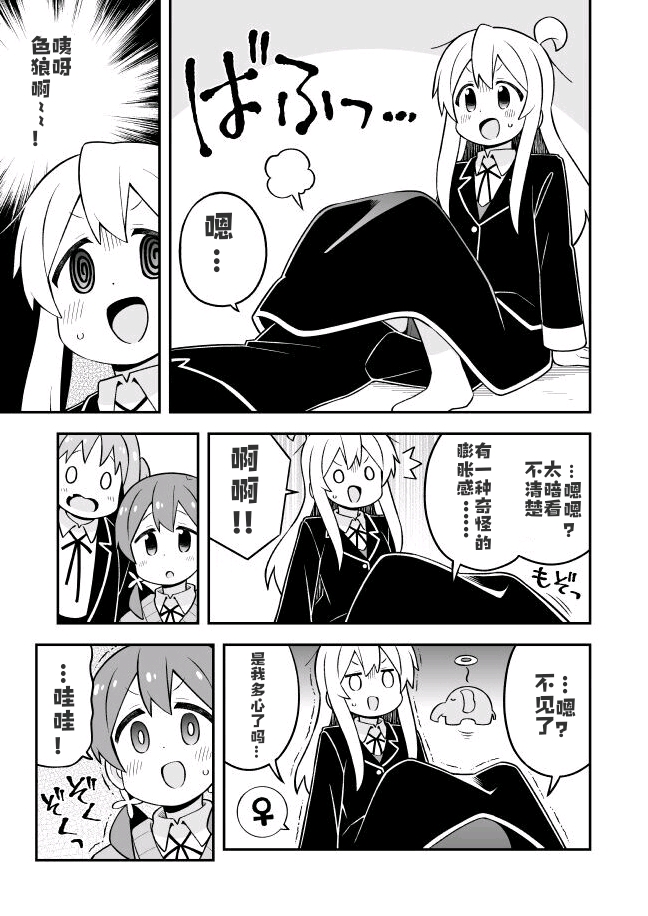 ばふっ…
嗯
…
咦呀
色狼啊～～！
…嗯嗯？
太暗看
不清楚
有一种奇怪的
膨胀感……
もぞっ
啊
啊!!
…嗯？
不见了
是我多心了吗…
♀
…哇哇！
ぞくぞくっ